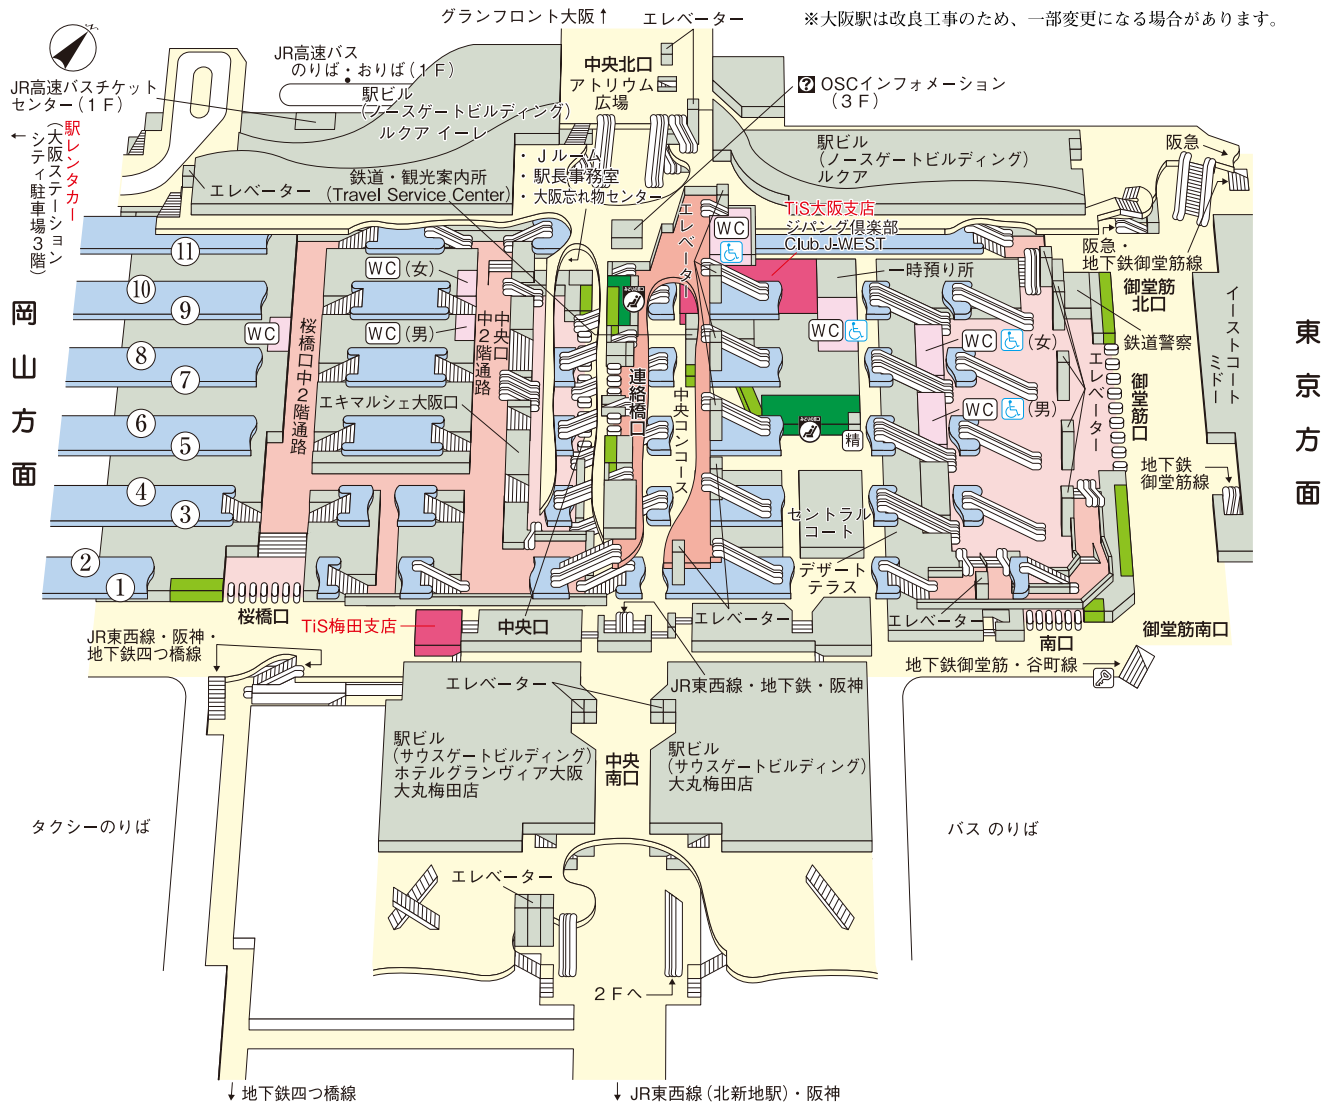 グランフロント大阪↑
エレベーター
※大阪駅は改良工事のため、一部変更になる場合があります。
JR高速バス
のりば・おりば(1F)
中央北口
アトリウム
広場
? OSCインフォメーション
(3F)
JR高速バスチケット
センター(1F)
駅ビル
(ノースゲートビルディング)
ルクア イーレ
駅レンタカー
(大阪ステーション
シティ駐車場3階)
←
・Jルーム
・駅長事務室
・大阪忘れ物センター
駅ビル
(ノースゲートビルディング)
ルクア
阪急
エレベーター
鉄道・観光案内所
(Travel Service Center)
エレベーター
TiS大阪支店
ジパング倶楽部
Club J-WEST
WC
阪急・
地下鉄御堂筋線
⑪
WC(女)
一時預り所
御堂筋
北口
⑩
⑨
WC
WC(男)
WC
WC(女)
鉄道警察
イーストコート
ミドー
岡山方面
東京方面
桜橋口中2階通路
中央口
中2階通路
⑧
⑦
連絡橋口
中央コンコース
エレベーター
御堂筋口
エキマルシェ大阪口
WC(男)
⑥
⑤
精
地下鉄
御堂筋線
④
③
セントラル
コート
②
①
デザート
テラス
桜橋口
TiS梅田支店
中央口
エレベーター
エレベーター
南口
御堂筋南口
JR東西線・阪神・
地下鉄四つ橋線
地下鉄御堂筋・谷町線
エレベーター
JR東西線・地下鉄・阪神
駅ビル
(サウスゲートビルディング)
ホテルグランヴィア大阪
大丸梅田店
中央
南口
駅ビル
(サウスゲートビルディング)
大丸梅田店
タクシーのりば
バス のりば
エレベーター
2Fへ
↓地下鉄四つ橋線
↓JR東西線(北新地駅)・阪神